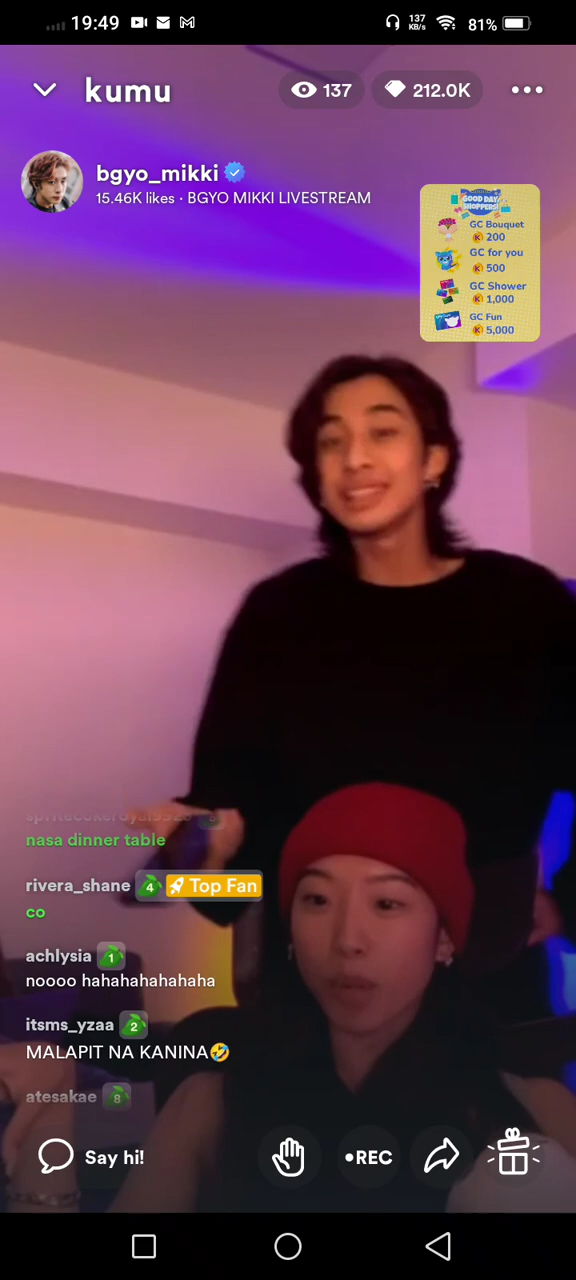 19:49
137
KB/s
81%
kumu
137
212.0K
bgyo_mikki
15.46K likes · BGYO MIKKI LIVESTREAM
GOOD DAY
SHOPPERS
GC Bouquet
K 200
GC for you
K 500
GC Shower
K 1,000
GC Fun
K 5,000
nasa dinner table
rivera_shane 4 Top Fan
co
achlysia 1
noooo hahahahahahaha
itsms_yzaa 2
MALAPIT NA KANINA🤣
atesakae 8
Say hi!
•REC